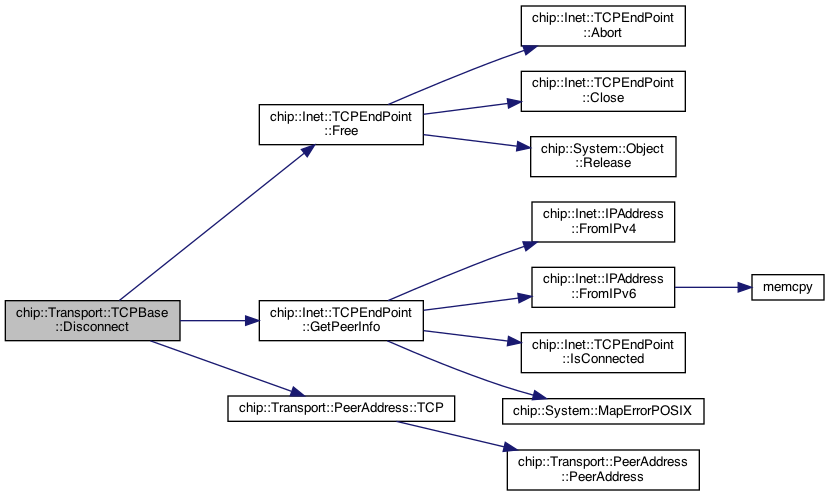 chip::Inet::TCPEndPoint
::Abort
chip::Inet::TCPEndPoint
::Close
chip::Inet::TCPEndPoint
::Free
chip::System::Object
::Release
chip::Inet::IPAddress
::FromIPv4
chip::Inet::IPAddress
::FromIPv6
memcpy
chip::Transport::TCPBase
::Disconnect
chip::Inet::TCPEndPoint
::GetPeerInfo
chip::Inet::TCPEndPoint
::IsConnected
chip::Transport::PeerAddress::TCP
chip::System::MapErrorPOSIX
chip::Transport::PeerAddress
::PeerAddress